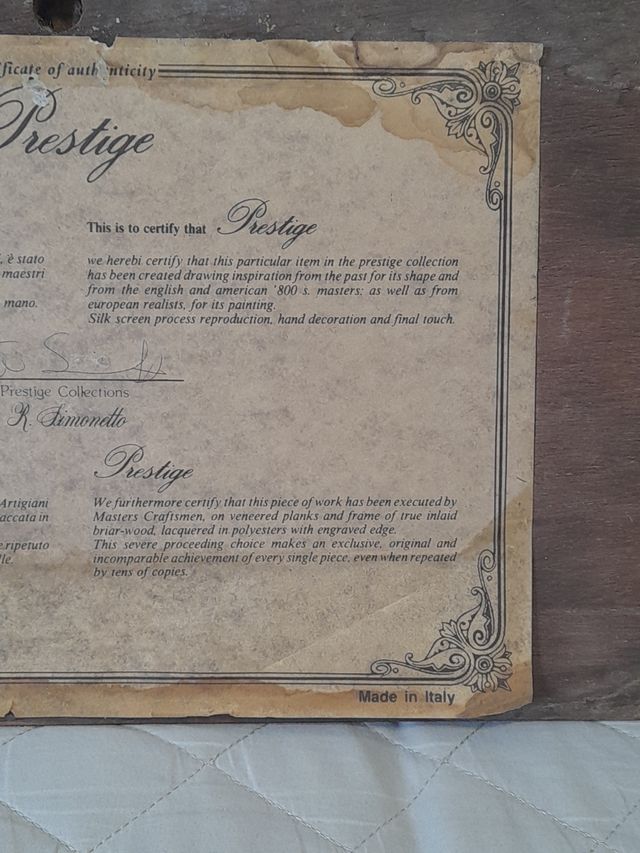 of authenticity
Prestige
This is to certify that Prestige
, è stato
maestri
mano.
we herebi certify that this particular item in the prestige collection
has been created drawing inspiration from the past for its shape and
from the english and american '800 s. masters: as well as from
european realists, for its painting.
Silk screen process reproduction, hand decoration and final touch.
Prestige Collections
R. Simonetto
Prestige
Artigiani
accata in
e ripetuto
lle.
We furthermore certify that this piece of work has been executed by
Masters Craftsmen, on veneered planks and frame of true inlaid
briar-wood, lacquered in polyesters with engraved edge.
This severe proceeding choice makes an exclusive, original and
incomparable achievement of every single piece, even when repeated
by tens of copies.
Made in Italy